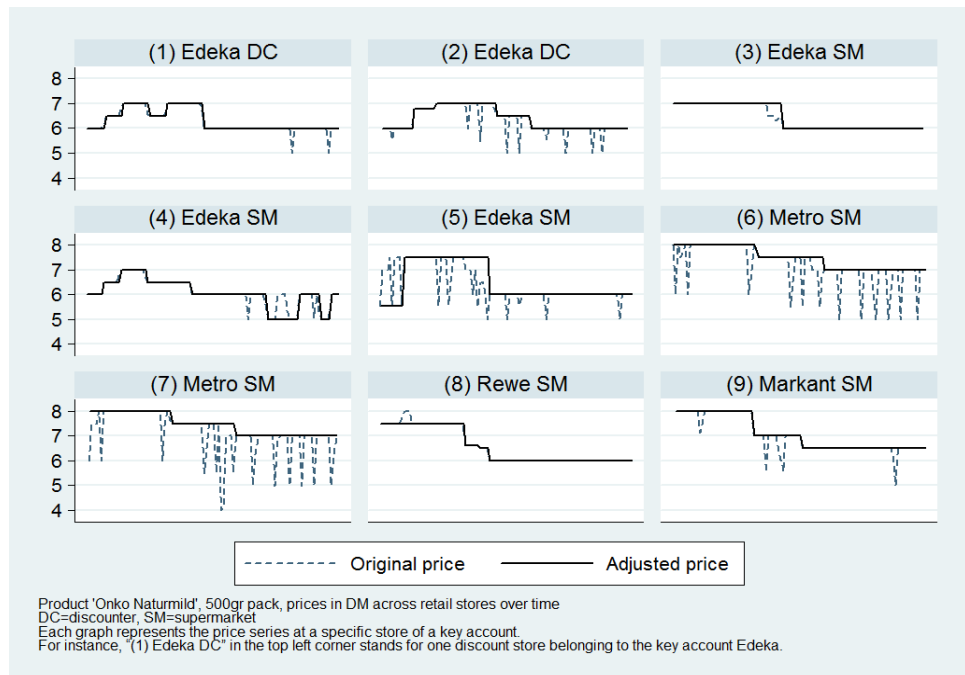 (1) Edeka DC (2) Edeka DC (3) Edeka SM
8
7
6
5
4
(4) Edeka SM (5) Edeka SM (6) Metro SM
8
7
6
5
4
(7) Metro SM (8) Rewe SM (9) Markant SM
8
7
6
5
4
Original price Adjusted price
Product 'Onko Naturmild', 500gr pack, prices in DM across retail stores over time
DC=discounter, SM=supermarket
Each graph represents the price series at a specific store of a key account.
For instance, "(1) Edeka DC" in the top left corner stands for one discount store belonging to the key account Edeka.